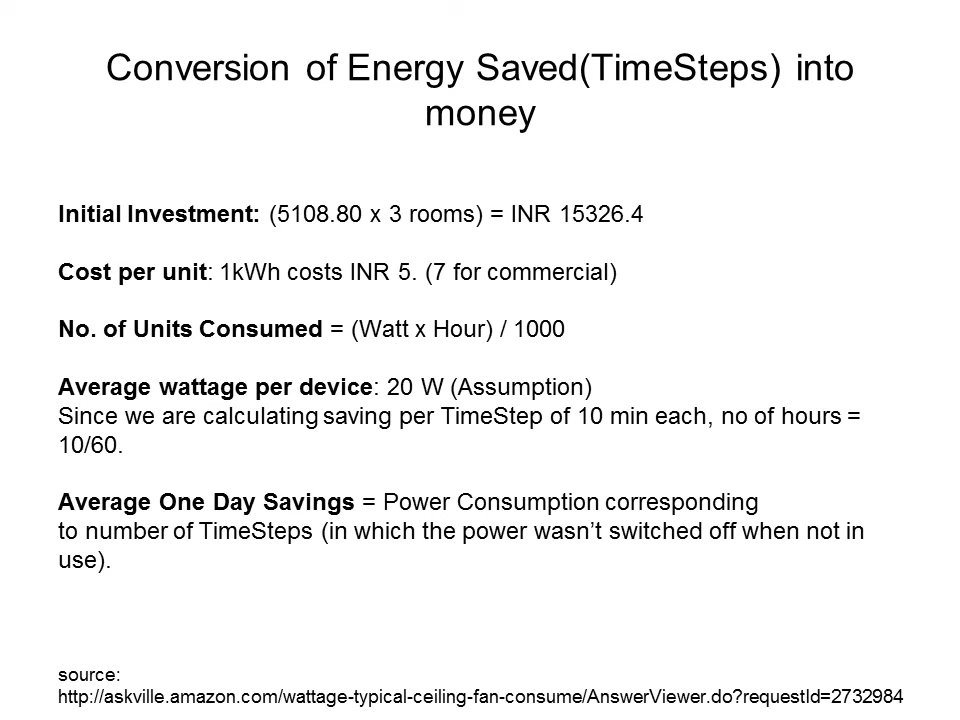 Conversion of Energy Saved(TimeSteps) into
money
Initial Investment: (5108.80 x 3 rooms) = INR 15326.4
Cost per unit: 1kWh costs INR 5. (7 for commercial)
No. of Units Consumed = (Watt x Hour) / 1000
Average wattage per device: 20 W (Assumption)
Since we are calculating saving per TimeStep of 10 min each, no of hours =
10/60.
Average One Day Savings = Power Consumption corresponding
to number of TimeSteps (in which the power wasn’t switched off when not in
use).
source:
http://askville.amazon.com/wattage-typical-ceiling-fan-consume/AnswerViewer.do?requestId=2732984